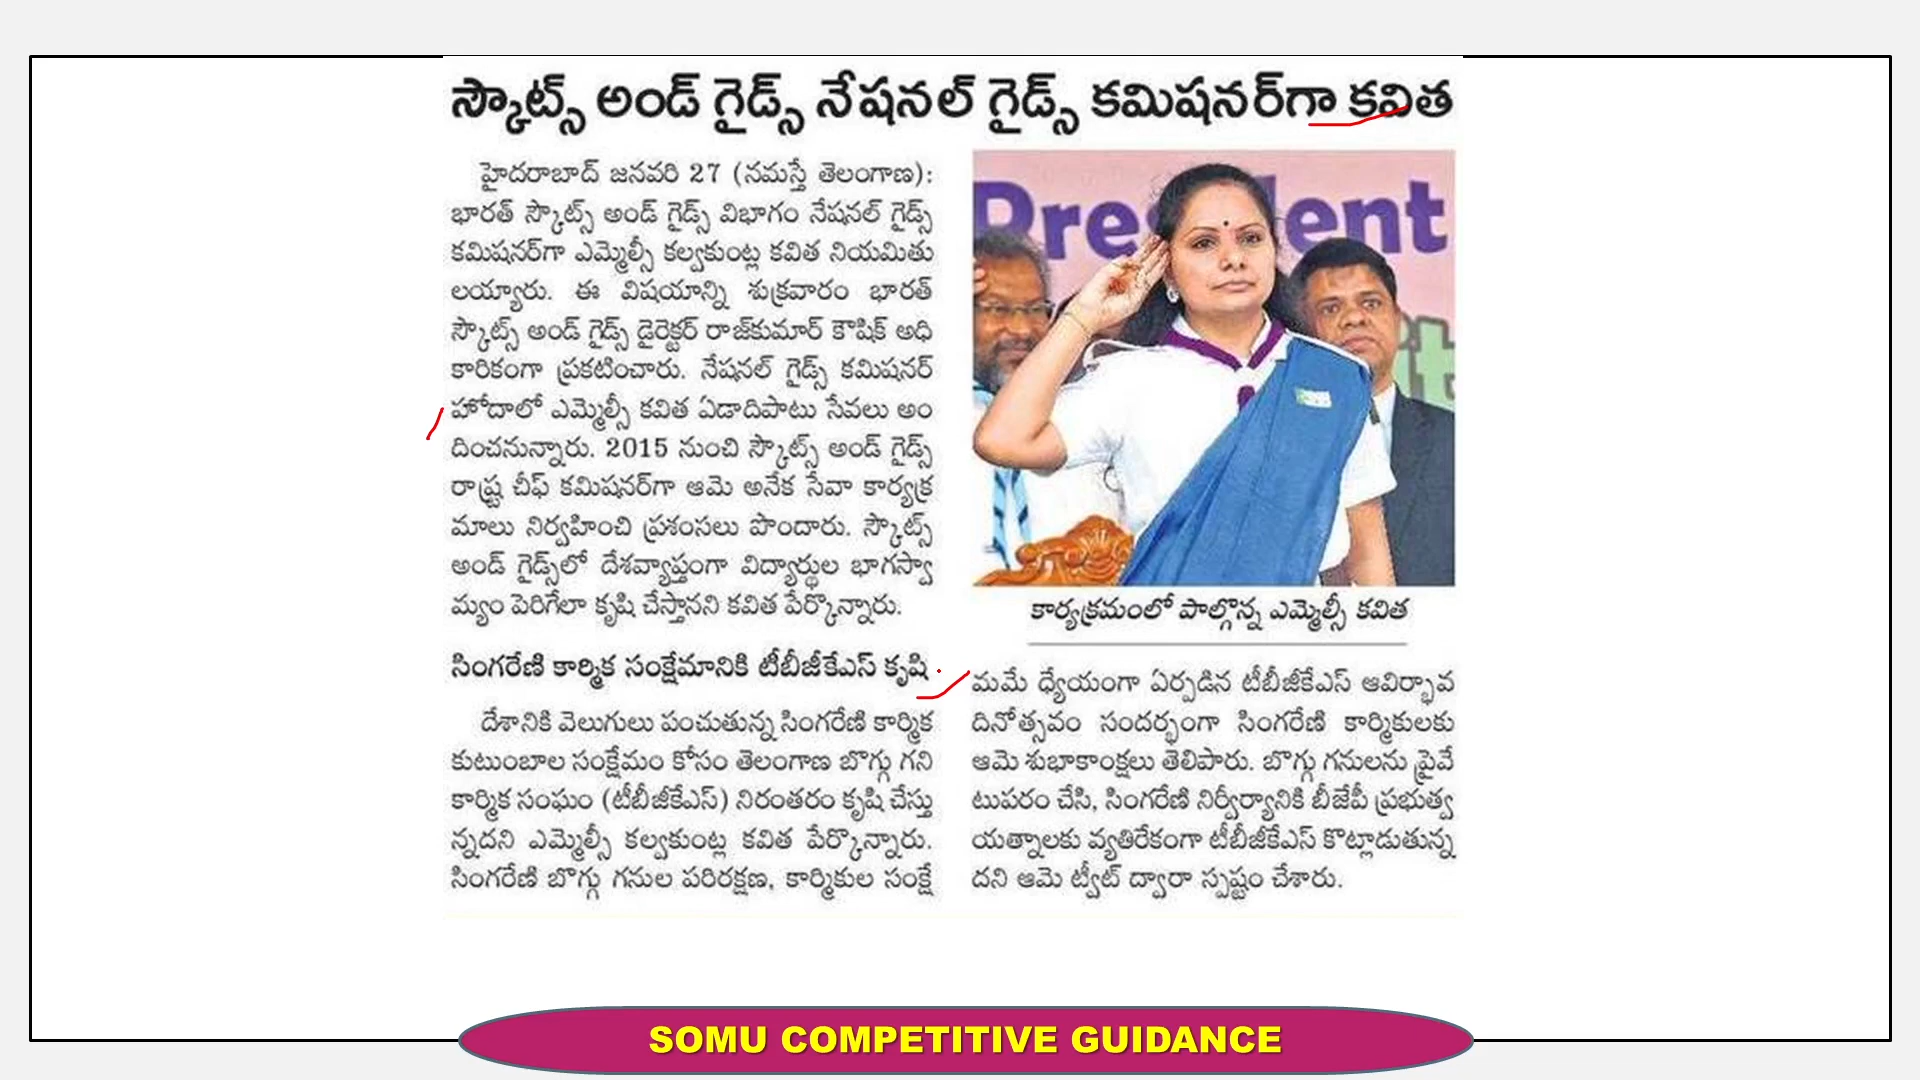 స్కౌట్స్ అండ్ గైడ్స్ నేషనల్ గైడ్స్ కమిషనర్‌గా కవిత
హైదరాబాద్ జనవరి 27 (నమస్తే తెలంగాణ):
భారత్ స్కౌట్స్ అండ్ గైడ్స్ విభాగం నేషనల్ గైడ్స్
కమిషనర్‌గా ఎమ్మెల్సీ కల్వకుంట్ల కవిత నియమితు
లయ్యారు. ఈ విషయాన్ని శుక్రవారం భారత్
స్కౌట్స్ అండ్ గైడ్స్ డైరెక్టర్ రాజ్‌కుమార్ కౌషిక్ అధి
కారికంగా ప్రకటించారు. నేషనల్ గైడ్స్ కమిషనర్
హోదాలో ఎమ్మెల్సీ కవిత ఏడాదిపాటు సేవలు అం
దించనున్నారు. 2015 నుంచి స్కౌట్స్ అండ్ గైడ్స్
రాష్ట్ర చీఫ్ కమిషనర్‌గా ఆమె అనేక సేవా కార్యక్ర
మాలు నిర్వహించి ప్రశంసలు పొందారు. స్కౌట్స్
అండ్ గైడ్స్‌లో దేశవ్యాప్తంగా విద్యార్థుల భాగస్వా
మ్యం పెరిగేలా కృషి చేస్తానని కవిత పేర్కొన్నారు.
President
కార్యక్రమంలో పాల్గొన్న ఎమ్మెల్సీ కవిత
సింగరేణి కార్మిక సంక్షేమానికి టీబీజీకేఎస్ కృషి
దేశానికి వెలుగులు పంచుతున్న సింగరేణి కార్మిక
కుటుంబాల సంక్షేమం కోసం తెలంగాణ బొగ్గు గని
కార్మిక సంఘం (టీబీజీకేఎస్) నిరంతరం కృషి చేస్తు
న్నదని ఎమ్మెల్సీ కల్వకుంట్ల కవిత పేర్కొన్నారు.
సింగరేణి బొగ్గు గనుల పరిరక్షణ, కార్మికుల సంక్షే
మమే ధ్యేయంగా ఏర్పడిన టీబీజీకేఎస్ ఆవిర్భావ
దినోత్సవం సందర్భంగా సింగరేణి కార్మికులకు
ఆమె శుభాకాంక్షలు తెలిపారు. బొగ్గు గనులను ప్రైవే
టుపరం చేసి, సింగరేణి నిర్వీర్యానికి బీజేపీ ప్రభుత్వ
యత్నాలకు వ్యతిరేకంగా టీబీజీకేఎస్ కొట్లాడుతున్న
దని ఆమె ట్వీట్ ద్వారా స్పష్టం చేశారు.
SOMU COMPETITIVE GUIDANCE